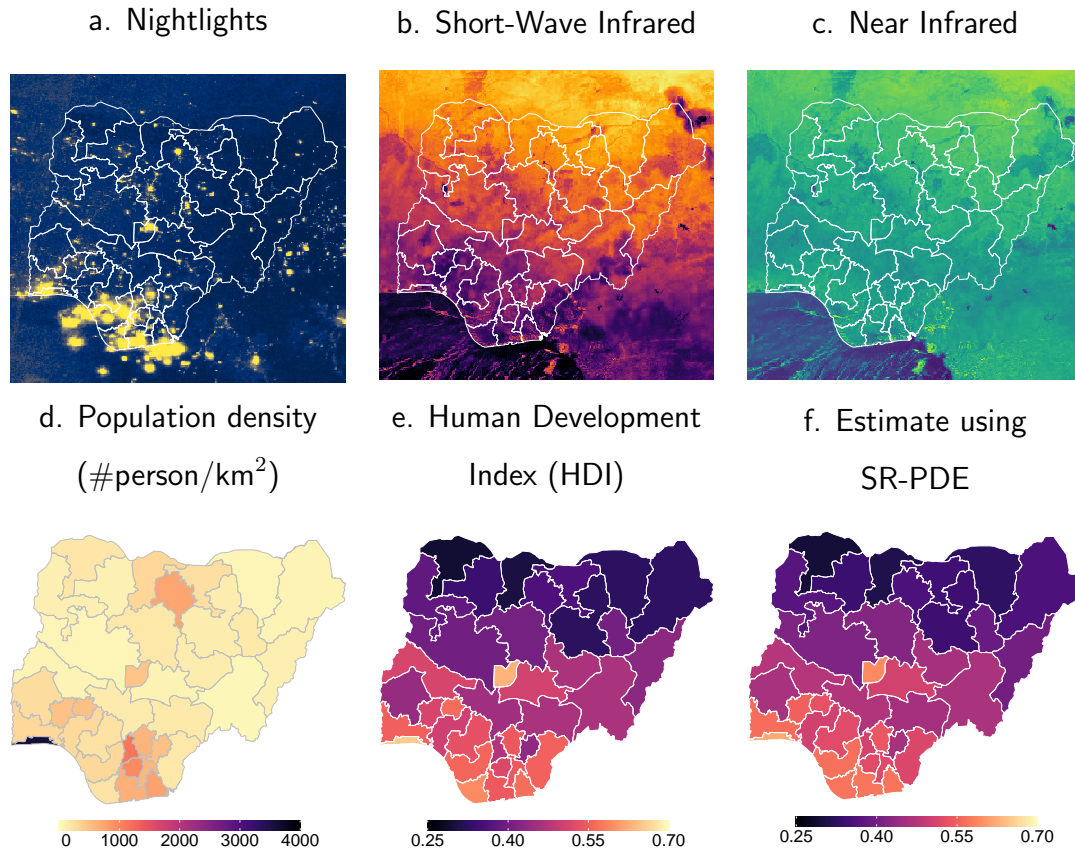 a. Nightlights
b. Short-Wave Infrared
c. Near Infrared
d. Population density
(#person/km²)
e. Human Development
Index (HDI)
f. Estimate using
SR-PDE
0 1000 2000 3000 4000
0.25 0.40 0.55 0.70
0.25 0.40 0.55 0.70